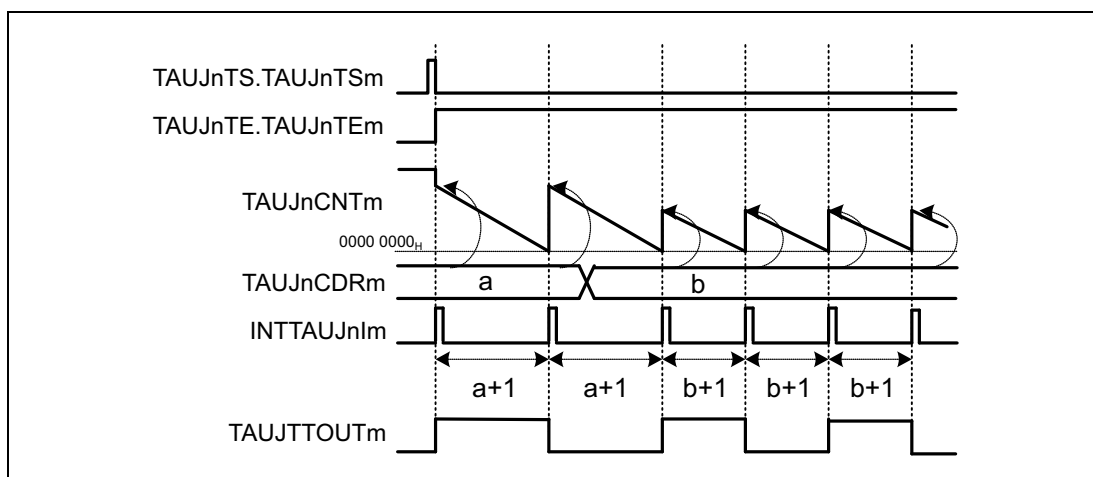 TAUJnTS.TAUJnTSm
TAUJnTE.TAUJnTEm
TAUJnCNTm
0000 0000H
TAUJnCDRm
a
b
INTTAUJnIm
a+1
a+1
b+1
b+1
b+1
TAUJTTOUTm